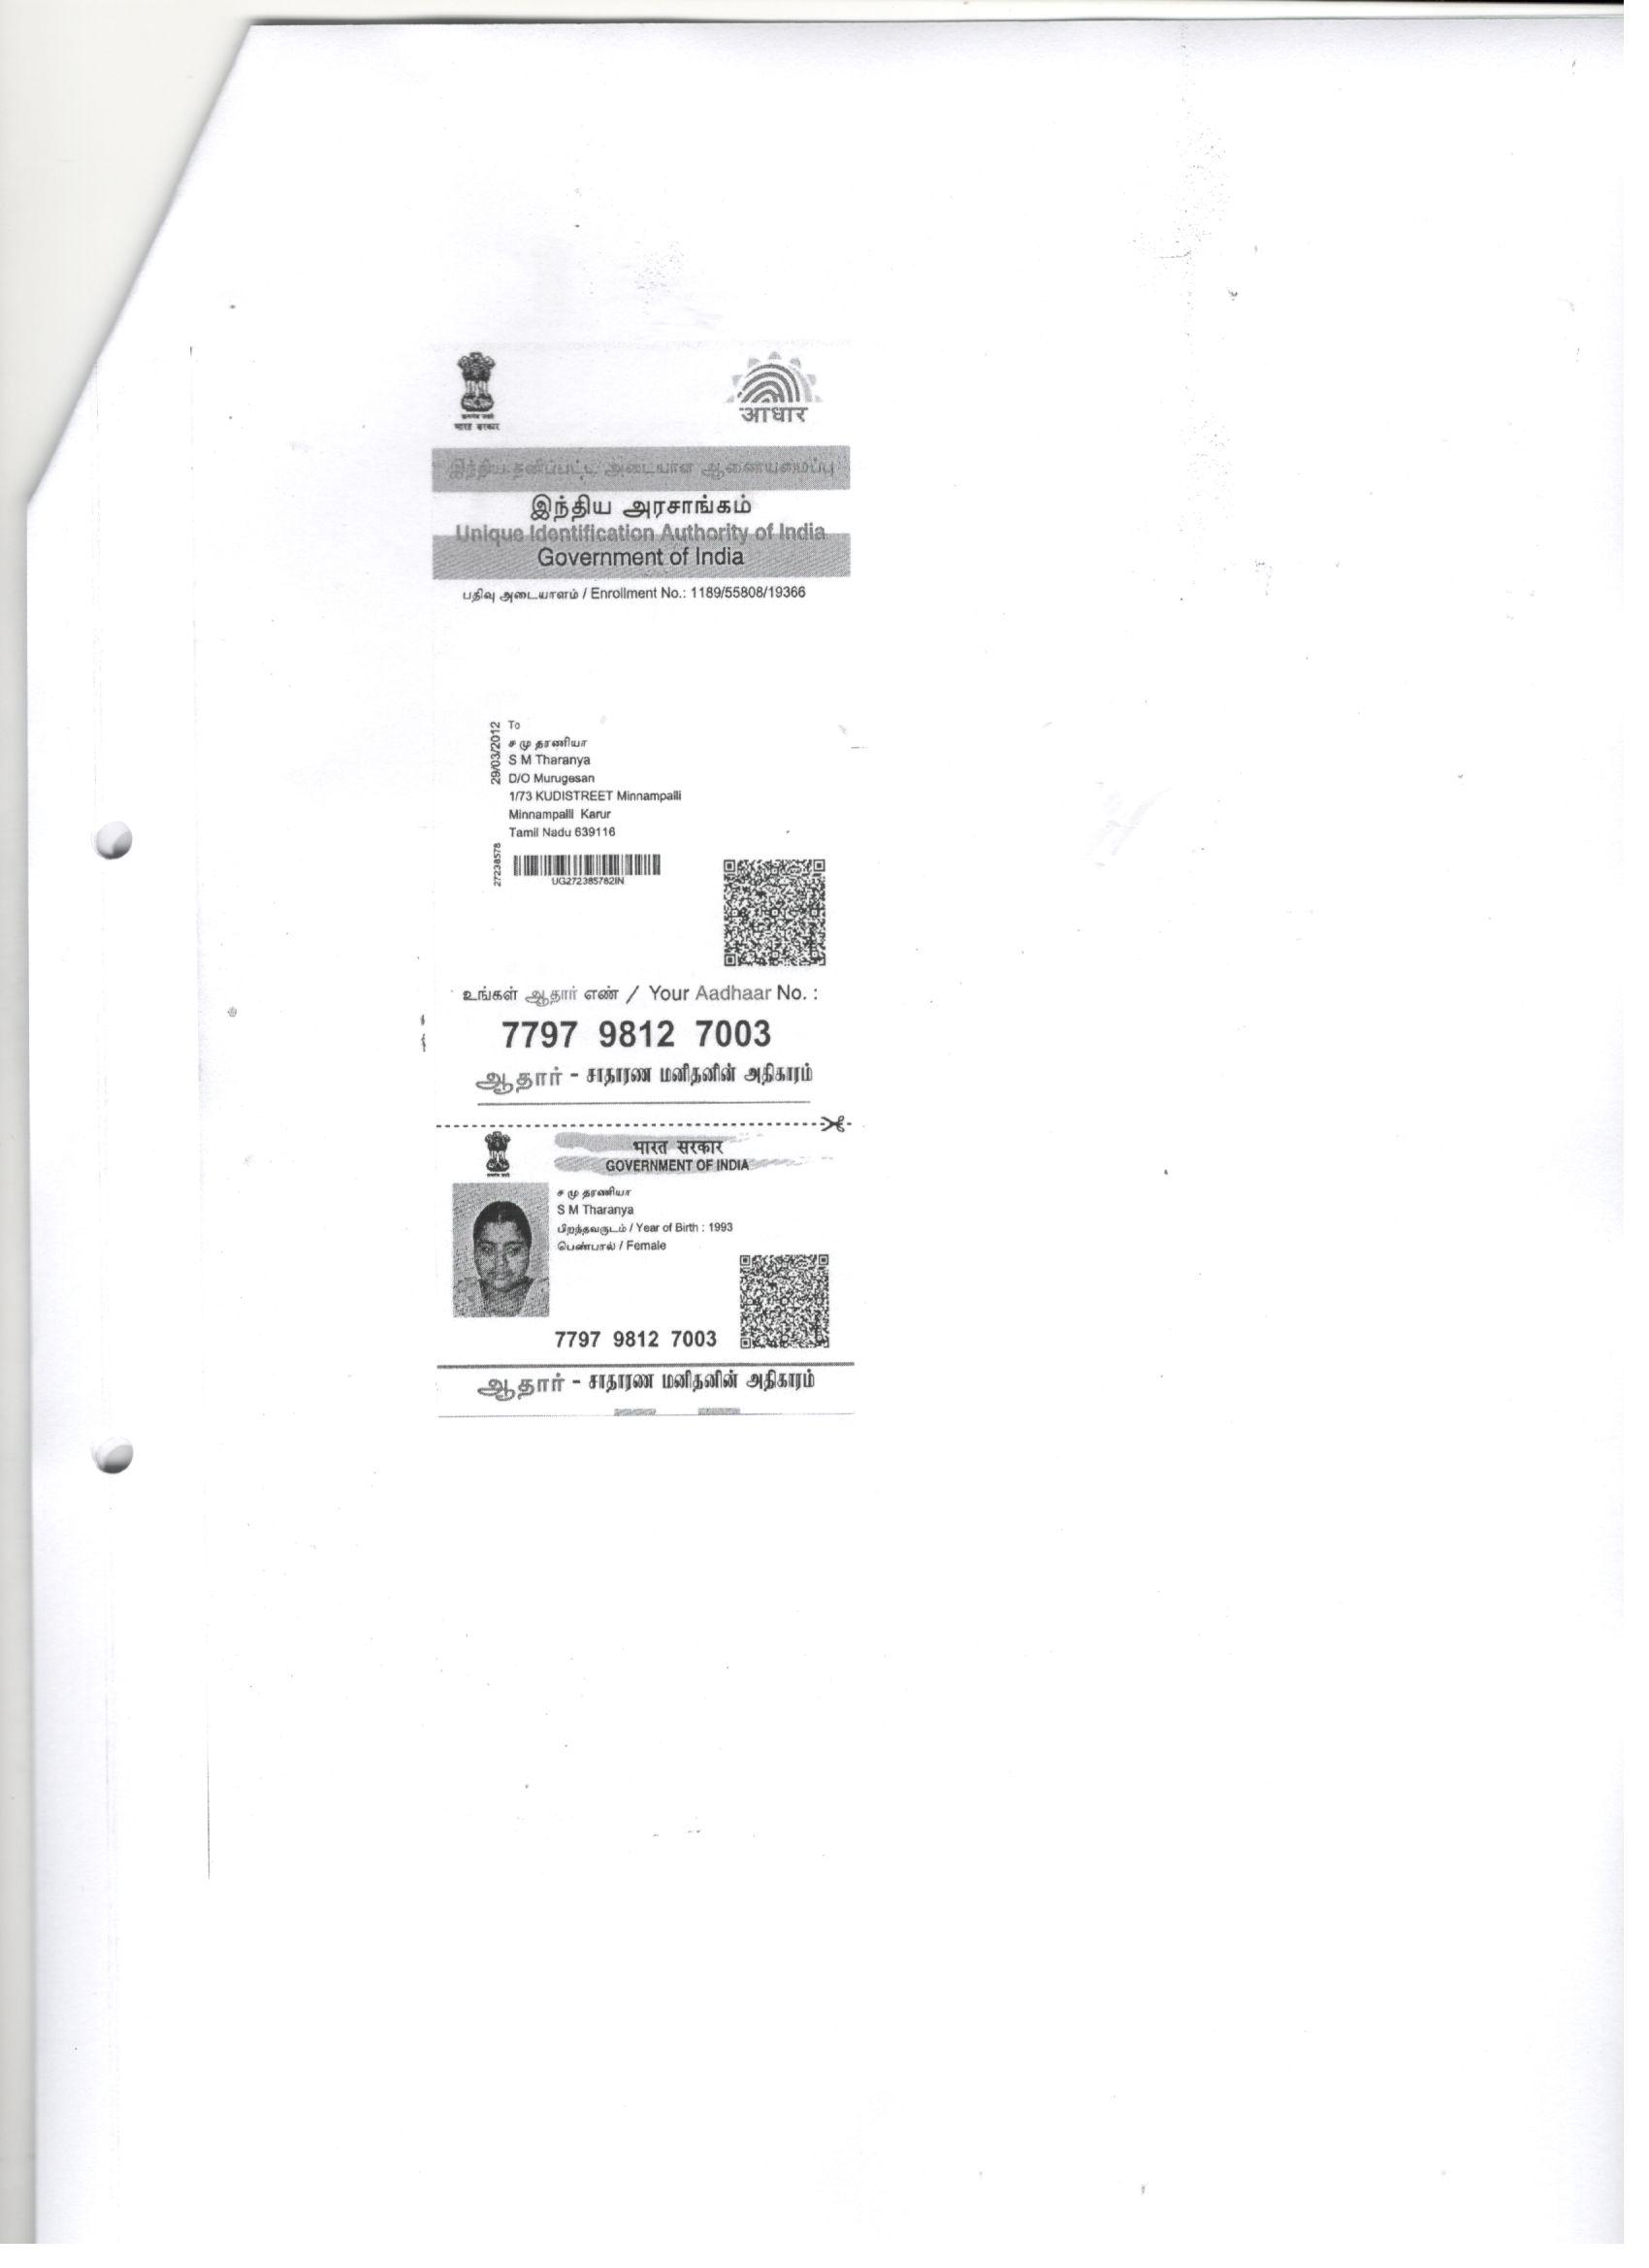 भारत सरकार
आधार
இந்திய தனிப்பட்ட அடையாள ஆணையமைப்பு
இந்திய அரசாங்கம்
Unique Identification Authority of India
Government of India
பதிவு அடையாளம் / Enrollment No.: 1189/55808/19366
29/03/2012
To
ச மு தரணியா
S M Tharanya
D/O Murugesan
1/73 KUDISTREET Minnampalli
Minnampalli Karur
Tamil Nadu 639116
27238578
UG272385782IN
உங்கள் ஆதார் எண் / Your Aadhaar No. :
7797 9812 7003
ஆதார் - சாதாரண மனிதனின் அதிகாரம்
भारत सरकार
GOVERNMENT OF INDIA
ச மு தரணியா
S M Tharanya
பிறந்தவருடம் / Year of Birth : 1993
பெண்பால் / Female
7797 9812 7003
ஆதார் - சாதாரண மனிதனின் அதிகாரம்